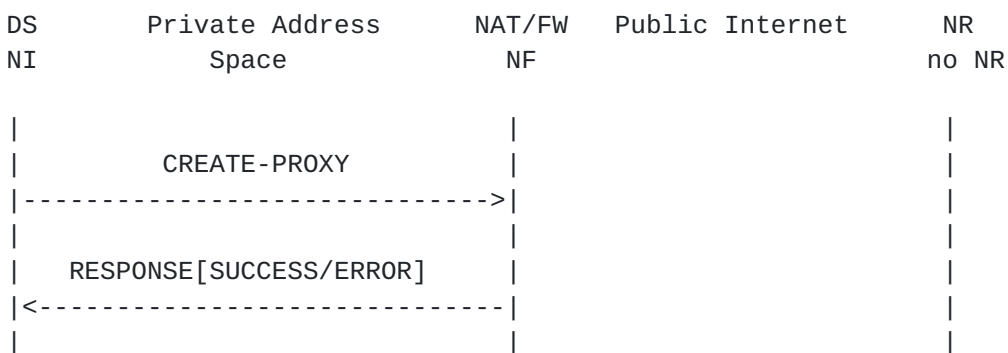 DS Private Address NAT/FW Public Internet NR
NI Space NF no NR
| | |
| CREATE-PROXY | |
|------------------------------>| |
| | |
| RESPONSE[SUCCESS/ERROR] | |
|<------------------------------| |
| | |